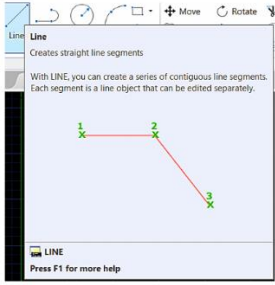 Move
Rotate
Line
Line
Creates straight line segments
With LINE, you can create a series of contiguous line segments.
Each segment is a line object that can be edited separately.
1
2
3
LINE
Press F1 for more help